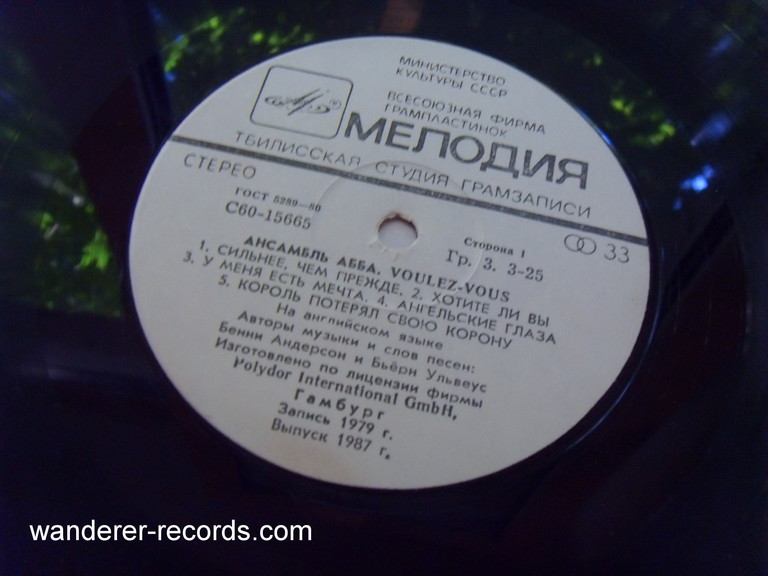 МИНИСТЕРСТВО
КУЛЬТУРЫ СССР
ВСЕСОЮЗНАЯ ФИРМА
ГРАМПЛАСТИНОК
МЕЛОДИЯ
ТБИЛИССКАЯ СТУДИЯ ГРАМЗАПИСИ
СТЕРЕО
33
ГОСТ 5289—80
С60-15665
Сторона 1
Гр. 3. 3-25
АНСАМБЛЬ АББА. VOULEZ-VOUS
1. СИЛЬНЕЕ, ЧЕМ ПРЕЖДЕ. 2. ХОТИТЕ ЛИ ВЫ
3. У МЕНЯ ЕСТЬ МЕЧТА. 4. АНГЕЛЬСКИЕ ГЛАЗА
5. КОРОЛЬ ПОТЕРЯЛ СВОЮ КОРОНУ
На английском языке
Авторы музыки и слов песен:
Бенни Андерсон и Бьёрн Ульвеус
Изготовлено по лицензии фирмы
Polydor International GmbH,
Гамбург
Запись 1979 г.
Выпуск 1987 г.
wanderer-records.com